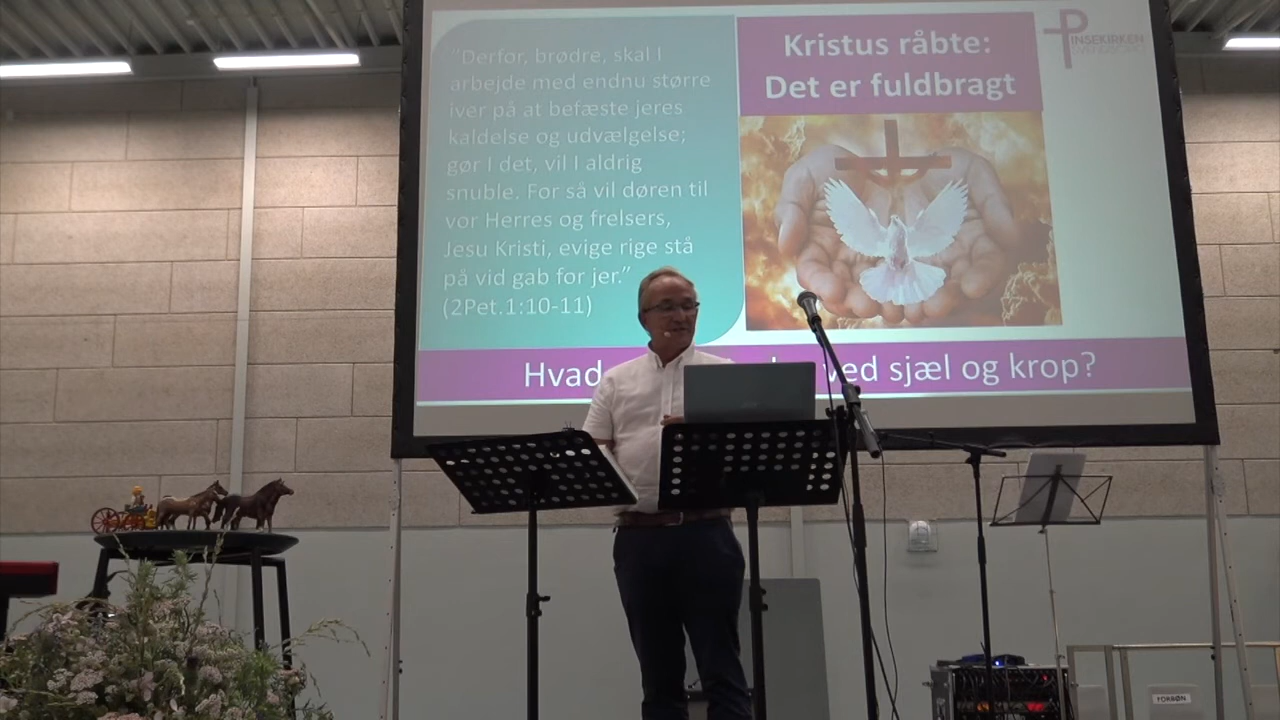 "Derfor, brødre, skal I
arbejde med endnu større
iver på at befæste jeres
kaldelse og udvælgelse;
gør I det, vil I aldrig
snuble. For så vil døren til
vor Herres og frelsers,
Jesu Kristi, evige rige stå
på vid gab for jer."
(2Pet.1:10-11)
Kristus råbte:
Det er fuldbragt
PINSEKIRKEN
Hvad ved sjæl og krop?
FORBØN